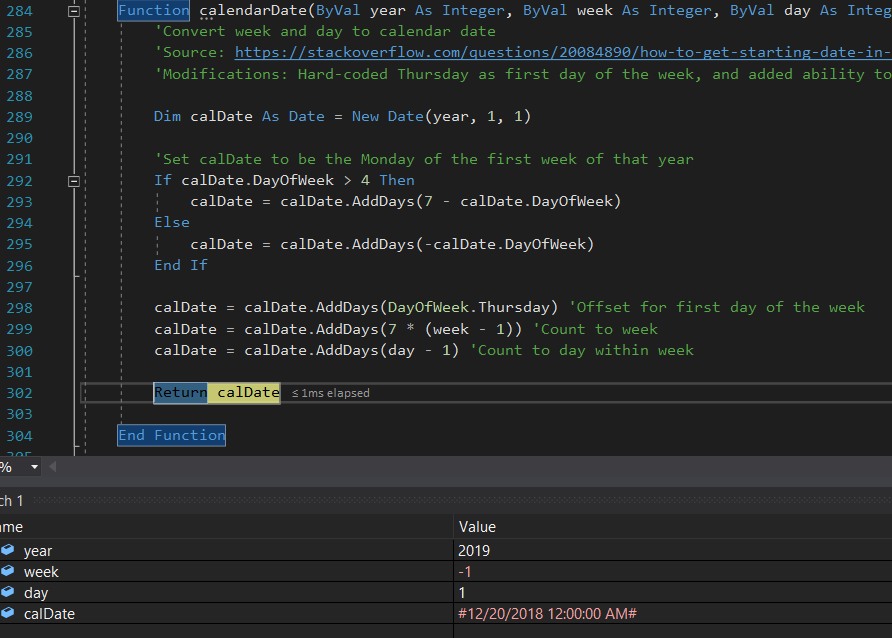 284 Function calendarDate(ByVal year As Integer, ByVal week As Integer, ByVal day As Integ
285 'Convert week and day to calendar date
286 'Source: https://stackoverflow.com/questions/20084890/how-to-get-starting-date-in-
287 'Modifications: Hard-coded Thursday as first day of the week, and added ability to
288
289 Dim calDate As Date = New Date(year, 1, 1)
290
291 'Set calDate to be the Monday of the first week of that year
292 If calDate.DayOfWeek > 4 Then
293 calDate = calDate.AddDays(7 - calDate.DayOfWeek)
294 Else
295 calDate = calDate.AddDays(-calDate.DayOfWeek)
296 End If
297
298 calDate = calDate.AddDays(DayOfWeek.Thursday) 'Offset for first day of the week
299 calDate = calDate.AddDays(7 * (week - 1)) 'Count to week
300 calDate = calDate.AddDays(day - 1) 'Count to day within week
301
302 Return calDate ≤ 1ms elapsed
303
304 End Function
305
%
ch 1
ame Value
year 2019
week -1
day 1
calDate #12/20/2018 12:00:00 AM#